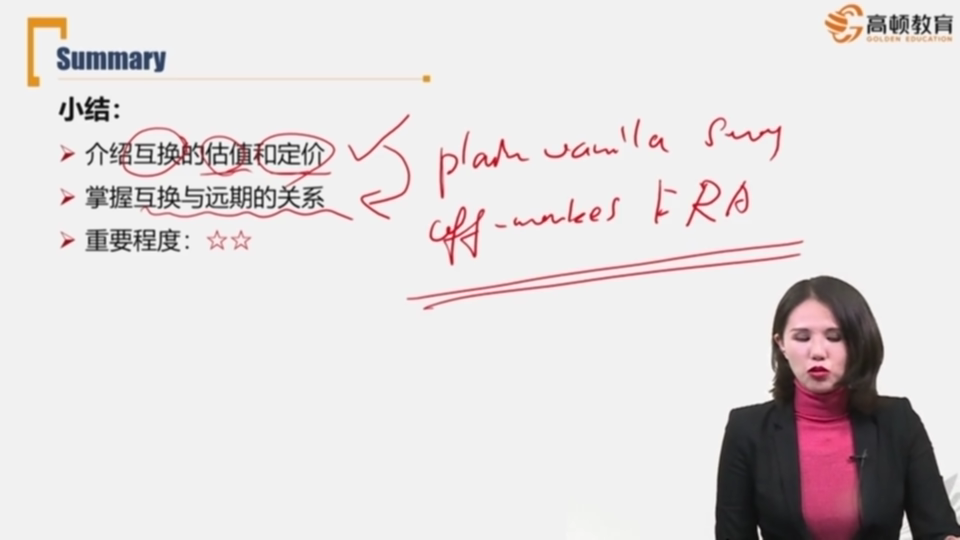 高顿教育
GOLDEN EDUCATION
Summary
小结：
介绍互换的估值和定价
掌握互换与远期的关系
重要程度：☆☆
plain vanilla
off-market FRA